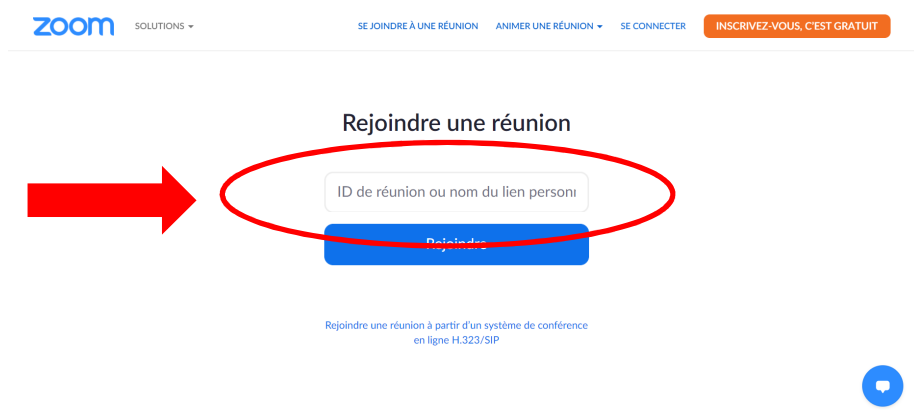 zoom
SOLUTIONS
SE JOINDRE À UNE RÉUNION
ANIMER UNE RÉUNION
SE CONNECTER
INSCRIVEZ-VOUS, C'EST GRATUIT
Rejoindre une réunion
ID de réunion ou nom du lien personn
Rejoindre
Rejoindre une réunion à partir d'un système de conférence
en ligne H.323/SIP